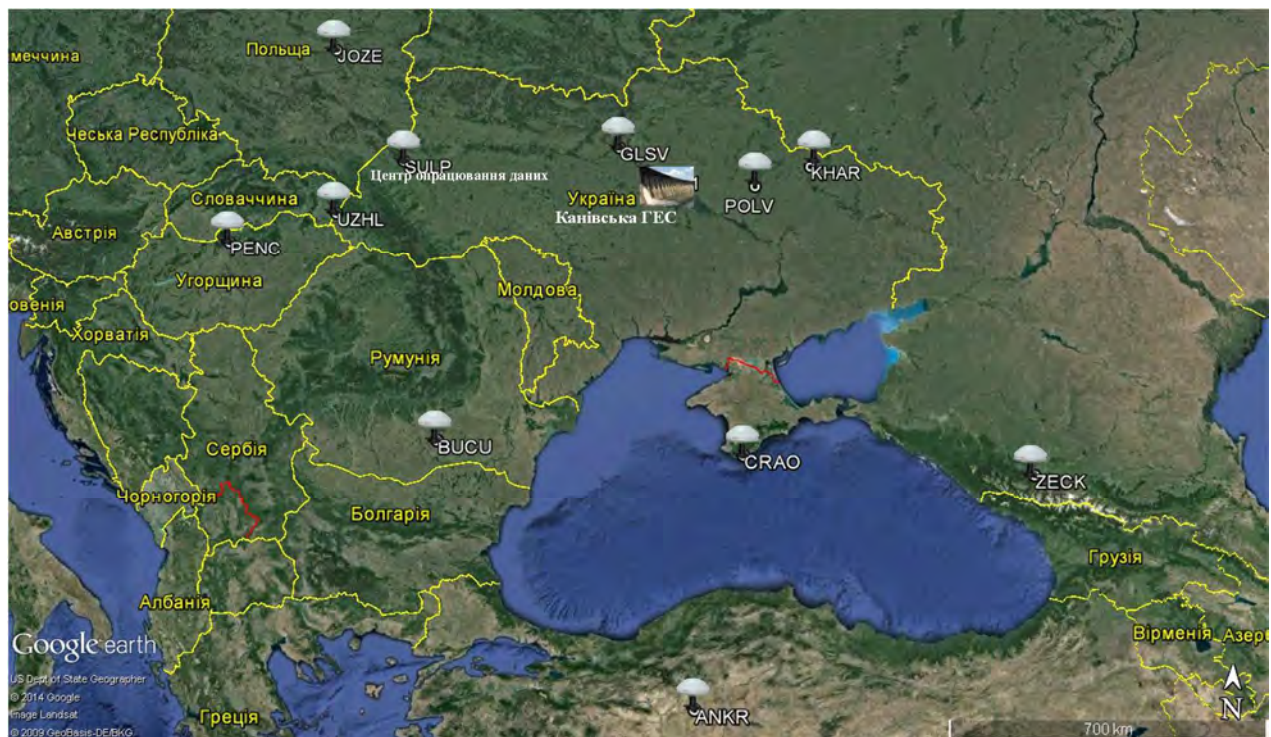 меччина
Польща
JOZE
Чеська Республіка
SULP
GLSV
KHAR
Центр опрацювання даних
Словаччина
UZHL
Україна
1
POLV
Канівська ГЕС
Австрія
PENC
Угорщина
Молдова
овенія
Хорватія
Румунія
Сербія
BUCU
CRAO
ZECK
Чорногорія
Болгарія
Грузія
Албанія
Вірменія
Азерб
Google earth
US Dept of State Geographer
© 2014 Google
Image Landsat
© 2009 GeoBasis-DE/BKG
Греція
ANKR
N
700 km